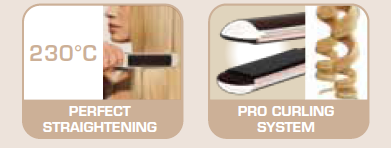 230°C
PERFECT
STRAIGHTENING
PRO CURLING
SYSTEM